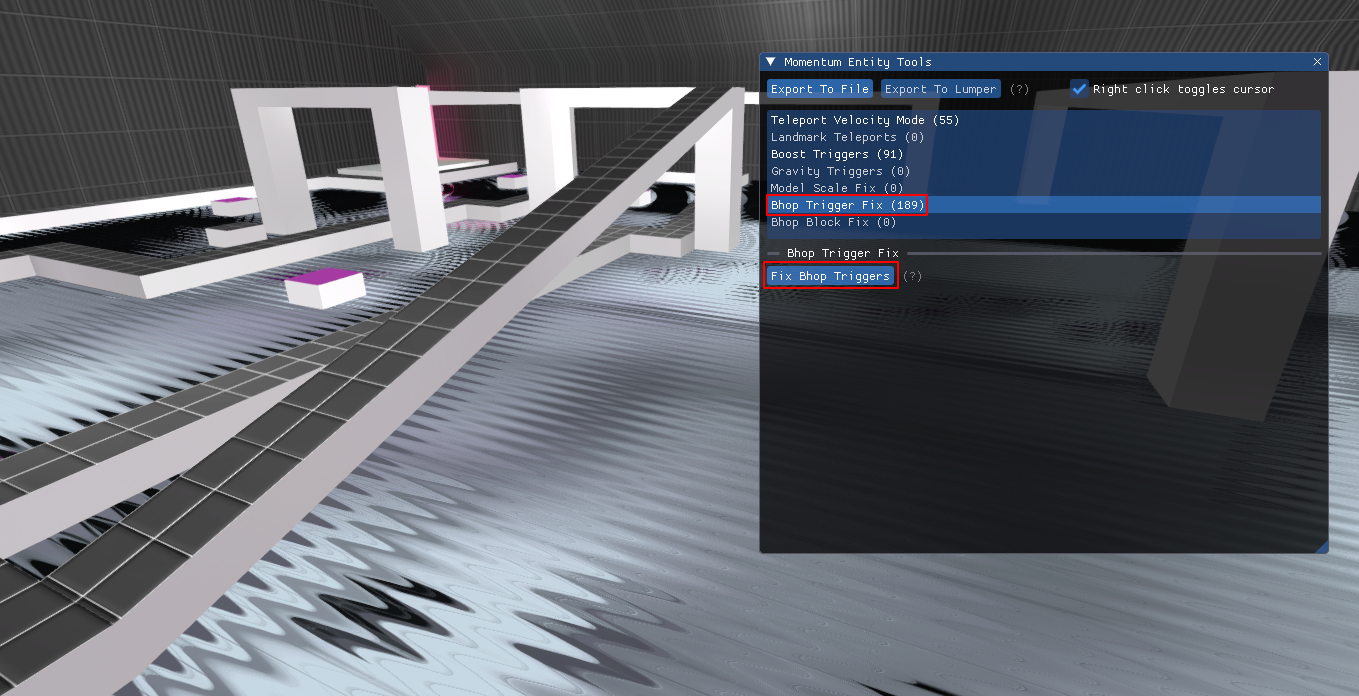 Momentum Entity Tools
Export To File Export To Lumper (?) Right click toggles cursor
Teleport Velocity Mode (55)
Landmark Teleports (0)
Boost Triggers (91)
Gravity Triggers (0)
Model Scale Fix (0)
Bhop Trigger Fix (189)
Bhop Block Fix (0)
Bhop Trigger Fix
Fix Bhop Triggers (?)